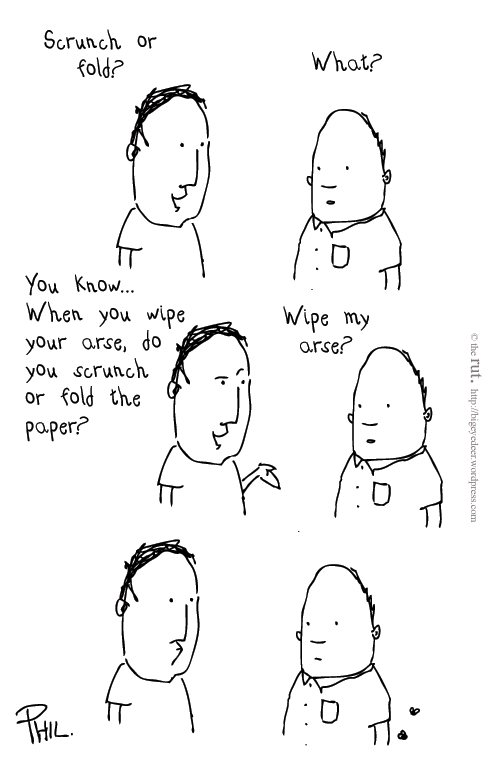 Scrunch or
fold?
What?
You know...
When you wipe
your arse, do
you scrunch
or fold the
paper?
Wipe my
arse?
© the rut. http://bigeyedeer.wordpress.com
PHIL.